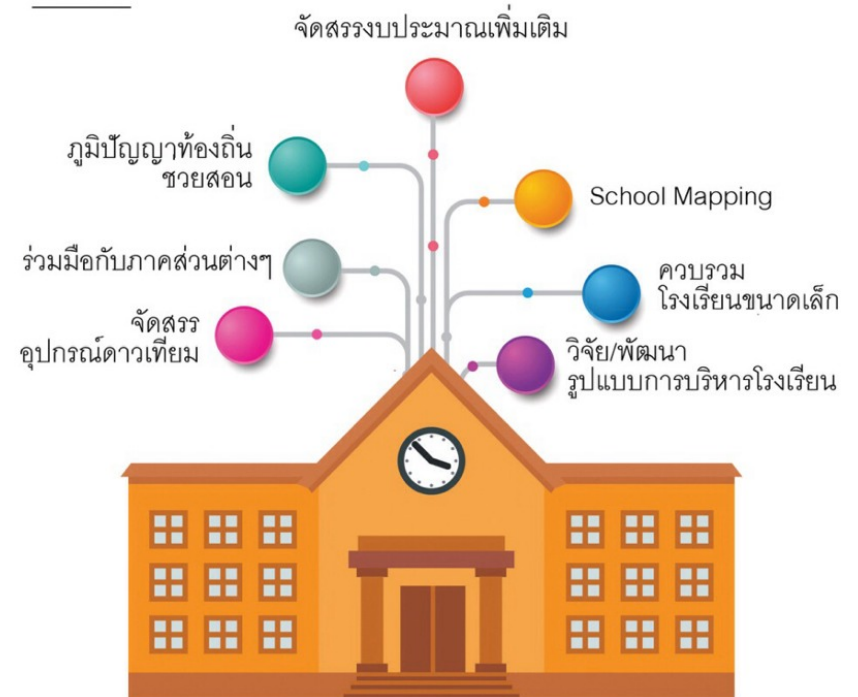 จัดสรรงบประมาณเพิ่มเติม
ภูมิปัญญาท้องถิ่น
ชวยสอน
School Mapping
ร่วมมือกับภาคส่วนต่างๆ
ควบรวม
โรงเรียนขนาดเล็ก
จัดสรร
อุปกรณ์ดาวเทียม
วิจัย/พัฒนา
รูปแบบการบริหารโรงเรียน